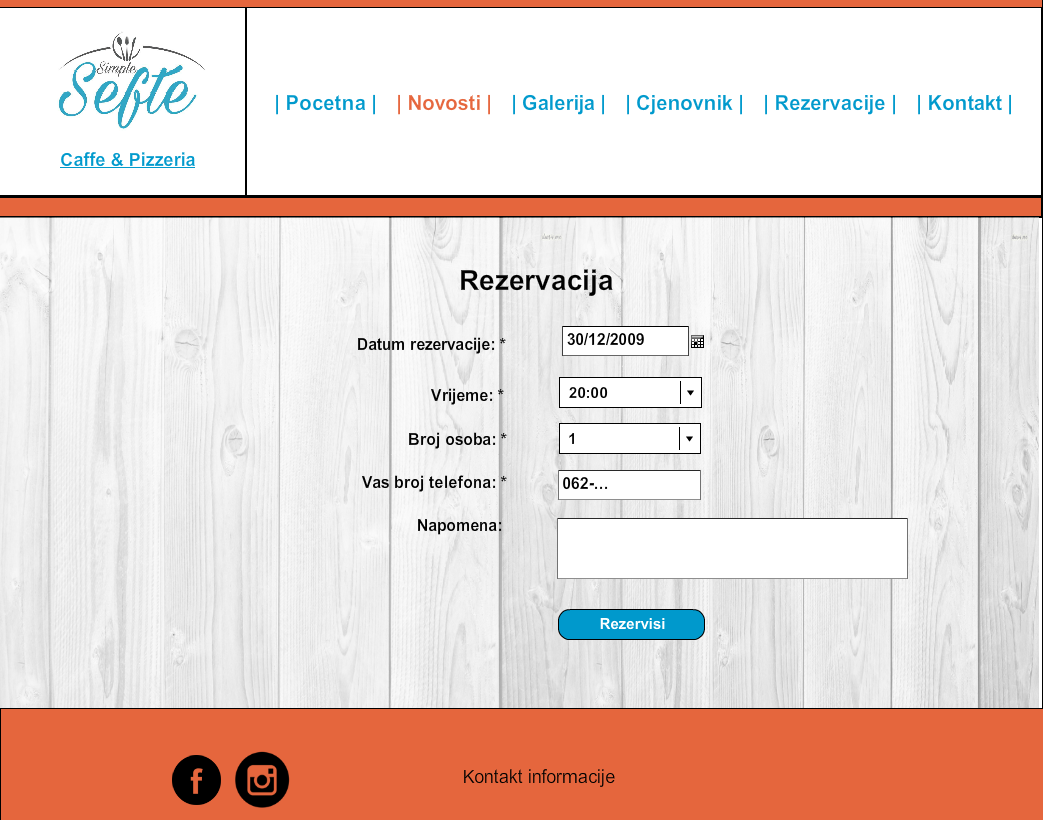 Simple
Sefte
Caffe & Pizzeria
| Pocetna | | Novosti | | Galerija | | Cjenovnik | | Rezervacije | | Kontakt |
Rezervacija
Datum rezervacije: * 30/12/2009
Vrijeme: * 20:00
Broj osoba: * 1
Vas broj telefona: * 062-...
Napomena:
Rezervisi
Kontakt informacije